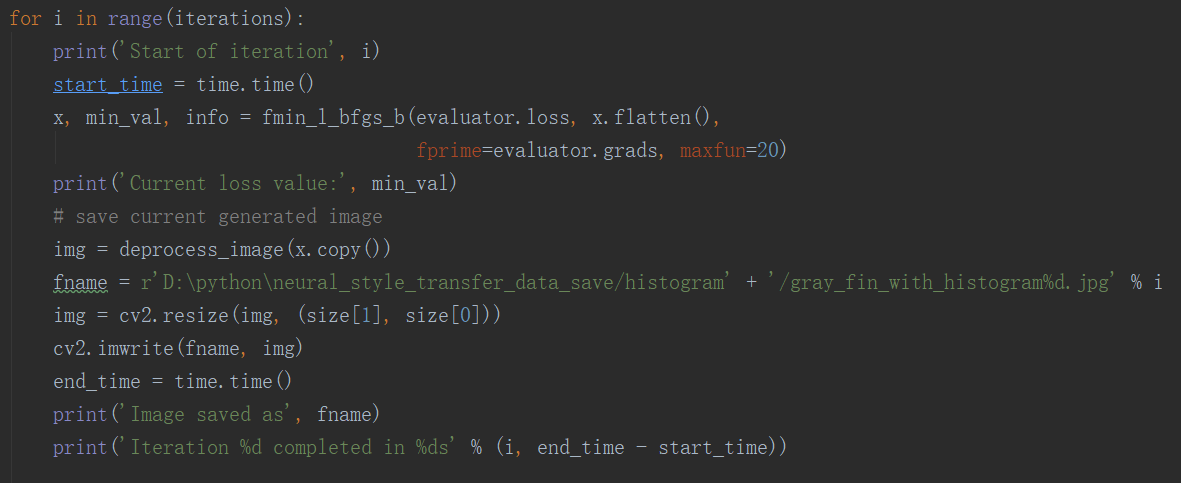 for i in range(iterations):
    print('Start of iteration', i)
    start_time = time.time()
    x, min_val, info = fmin_l_bfgs_b(evaluator.loss, x.flatten(),
                                     fprime=evaluator.grads, maxfun=20)
    print('Current loss value:', min_val)
    # save current generated image
    img = deprocess_image(x.copy())
    fname = r'D:\python\neural_style_transfer_data_save/histogram' + '/gray_fin_with_histogram%d.jpg' % i
    img = cv2.resize(img, (size[1], size[0]))
    cv2.imwrite(fname, img)
    end_time = time.time()
    print('Image saved as', fname)
    print('Iteration %d completed in %ds' % (i, end_time - start_time))